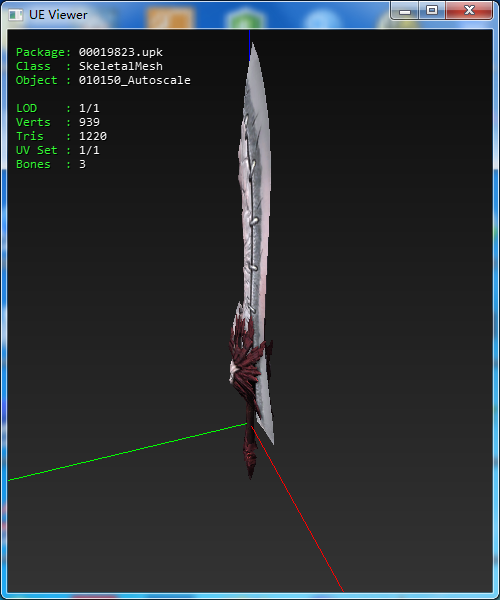 UE Viewer
Package: 00019823.upk
Class : SkeletalMesh
Object : 010150_Autoscale
LOD : 1/1
Verts : 939
Tris : 1220
UV Set : 1/1
Bones : 3